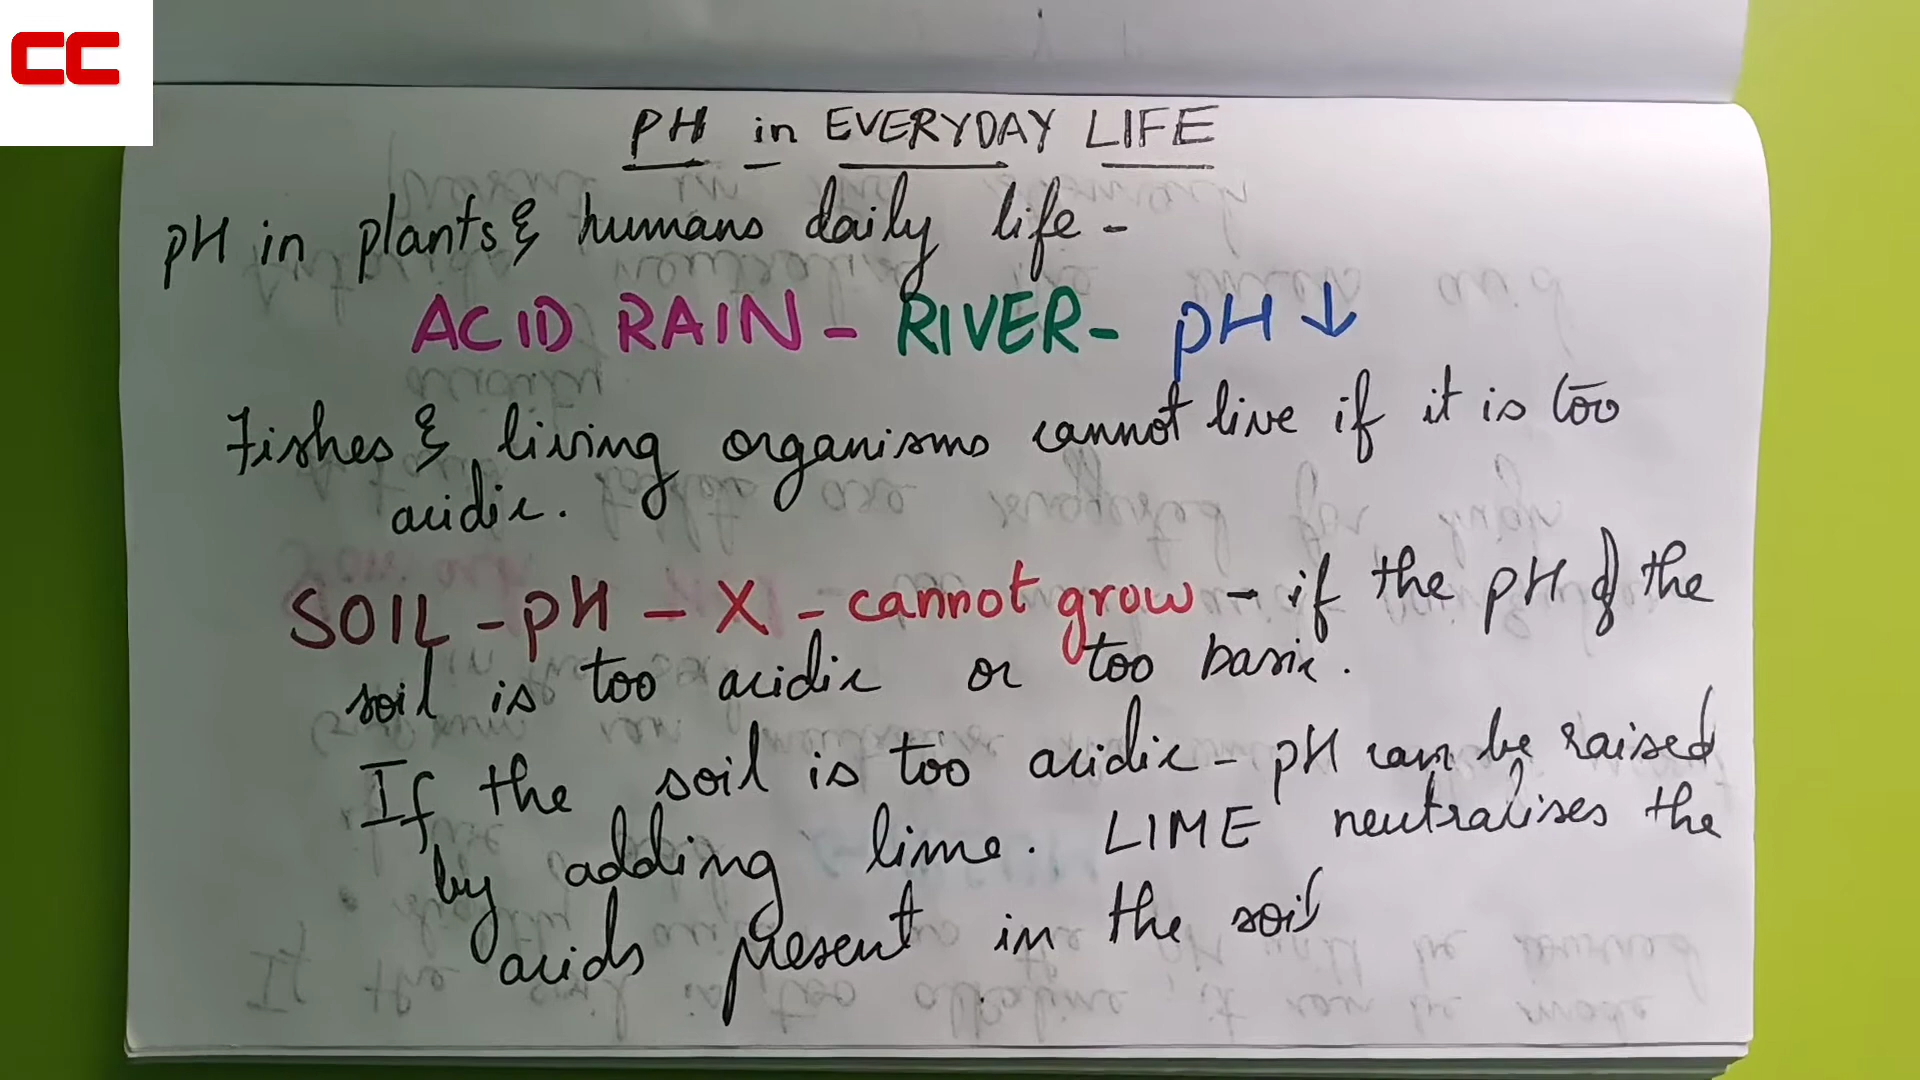 CC
PH in EVERYDAY LIFE
pH in plants & humans daily life -
ACID RAIN - RIVER - pH ↓
Fishes & living organisms cannot live if it is too
acidic.
SOIL - pH - X - cannot grow - if the pH of the
soil is too acidic or too basic.
If the soil is too acidic - pH can be raised
by adding lime. LIME neutralises the
acids present in the soil